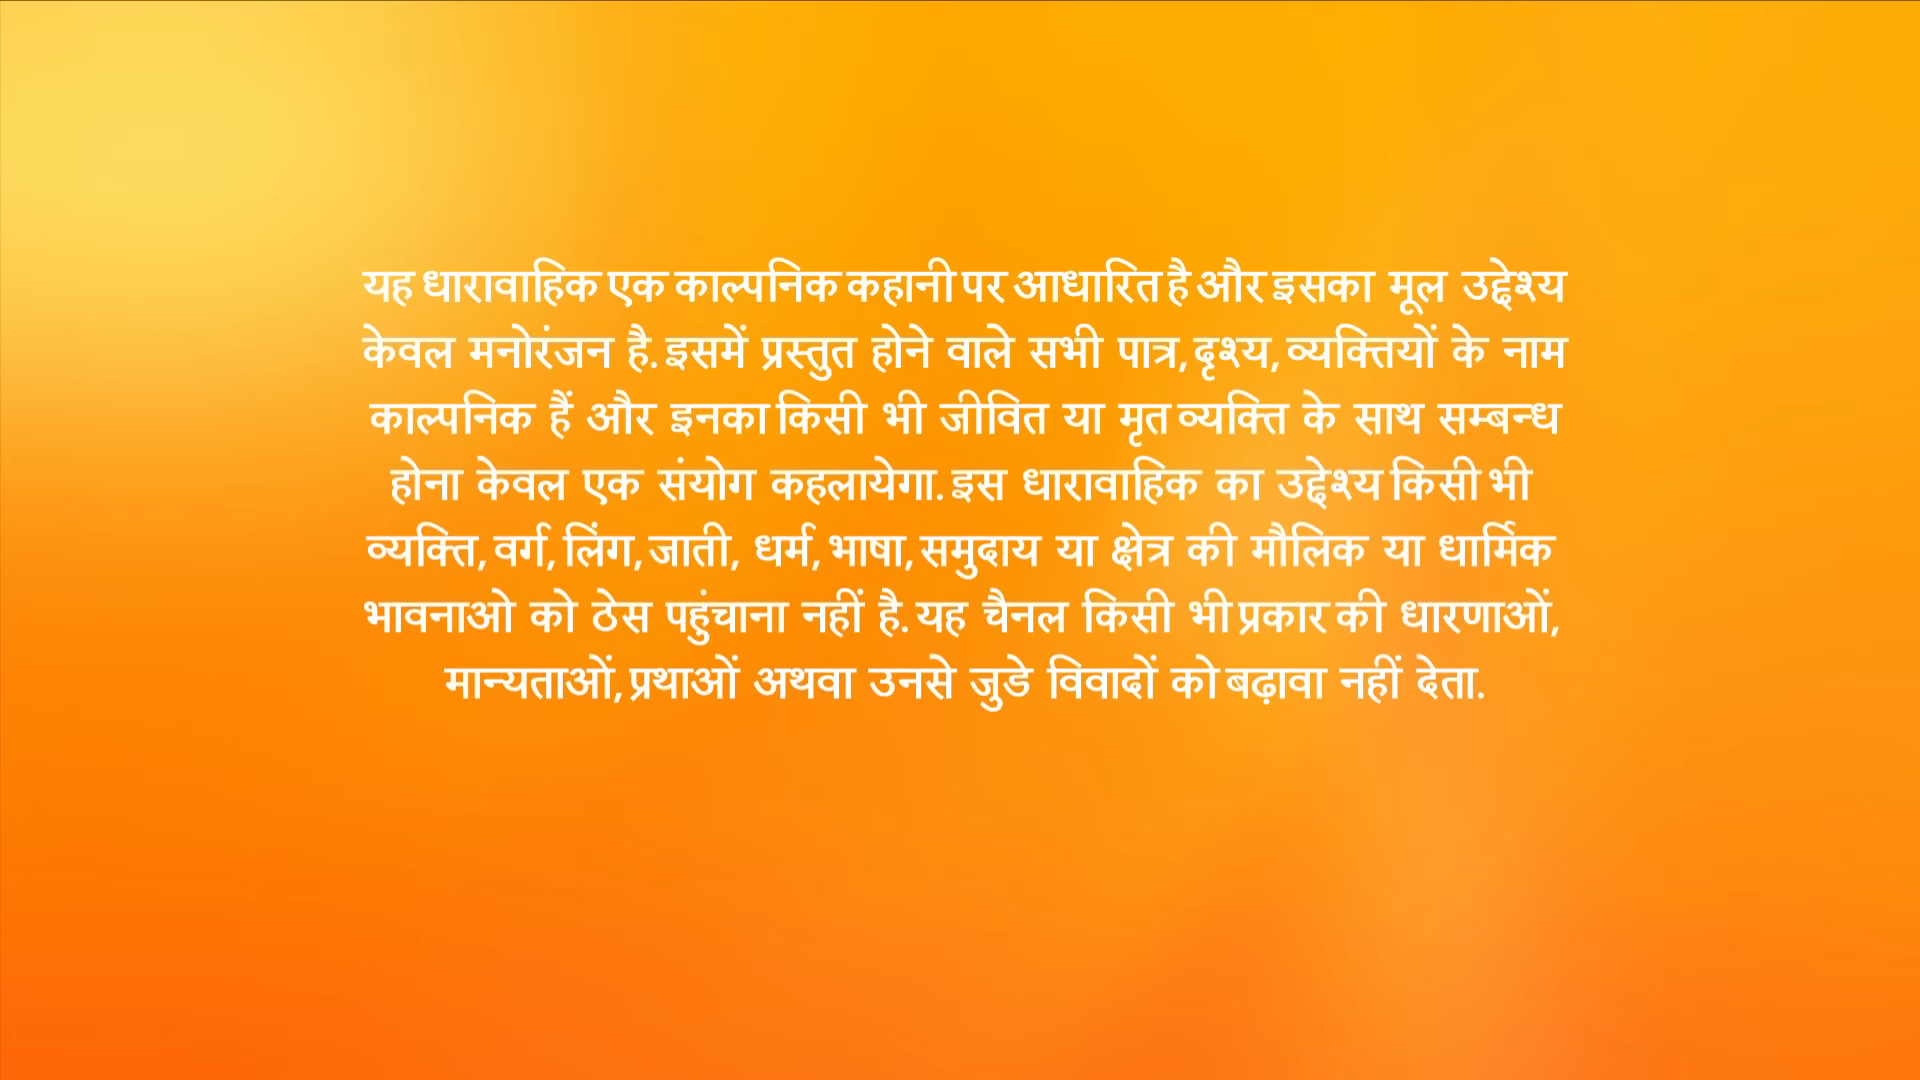 यह धारावाहिक एक काल्पनिक कहानी पर आधारित है और इसका मूल उद्देश्य
केवल मनोरंजन है. इसमें प्रस्तुत होने वाले सभी पात्र, दृश्य, व्यक्तियों के नाम
काल्पनिक हैं और इनका किसी भी जीवित या मृत व्यक्ति के साथ सम्बन्ध
होना केवल एक संयोग कहलायेगा. इस धारावाहिक का उद्देश्य किसी भी
व्यक्ति, वर्ग, लिंग, जाती, धर्म, भाषा, समुदाय या क्षेत्र की मौलिक या धार्मिक
भावनाओ को ठेस पहुंचाना नहीं है. यह चैनल किसी भी प्रकार की धारणाओं,
मान्यताओं, प्रथाओं अथवा उनसे जुडे विवादों को बढ़ावा नहीं देता.